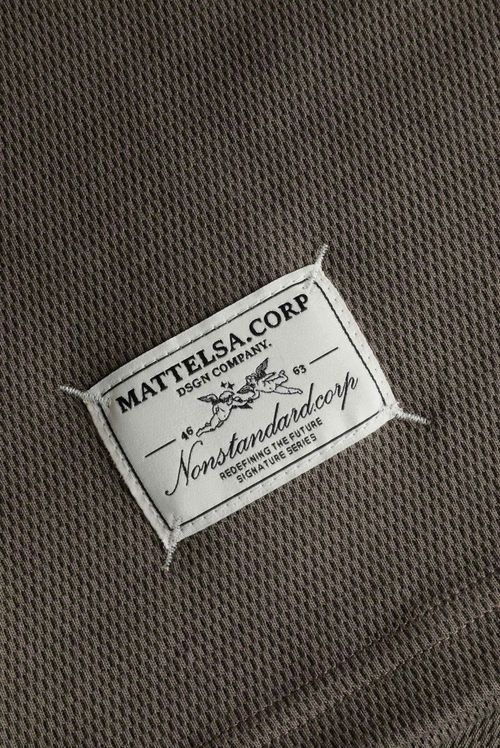 MATTELSA.CORP
DSGN COMPANY.
46 63
Nonstandard.corp
REDEFINING THE FUTURE
SIGNATURE SERIES